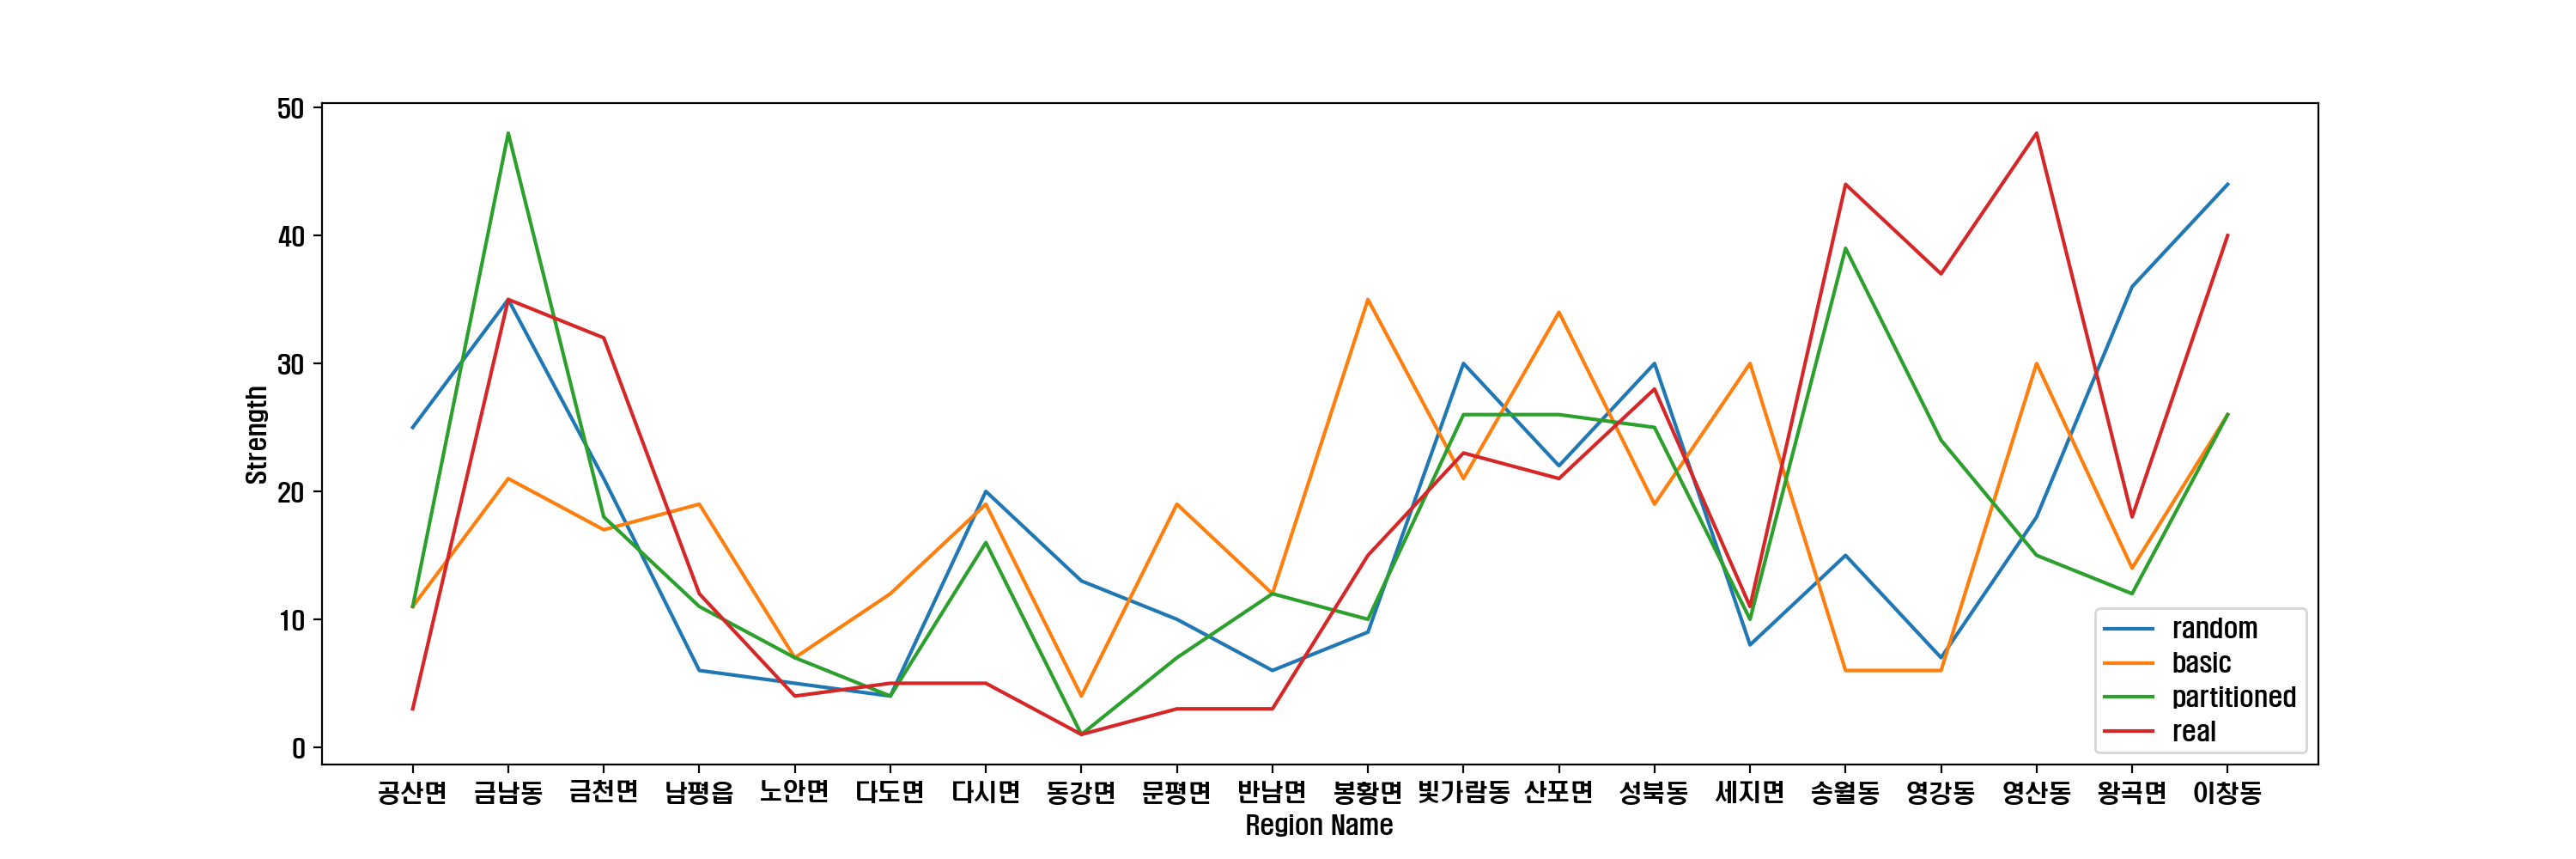 50
40
30
20
10
0
Strength
random
basic
partitioned
real
공산면 금남동 금천면 남평읍 노안면 다도면 다시면 동강면 문평면 반남면 봉황면 빛가람동 산포면 성북동 세지면 송월동 영강동 영산동 왕곡면 이창동
Region Name